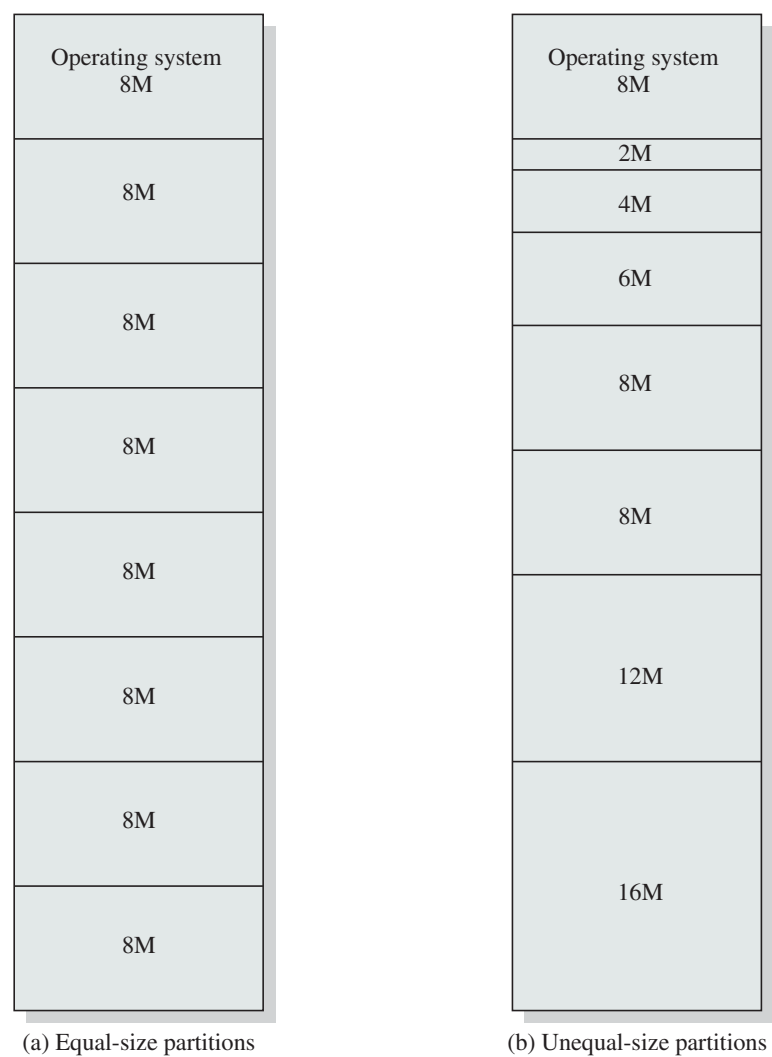 Operating system
8M
8M
8M
8M
8M
8M
8M
8M
(a) Equal-size partitions
Operating system
8M
2M
4M
6M
8M
8M
12M
16M
(b) Unequal-size partitions